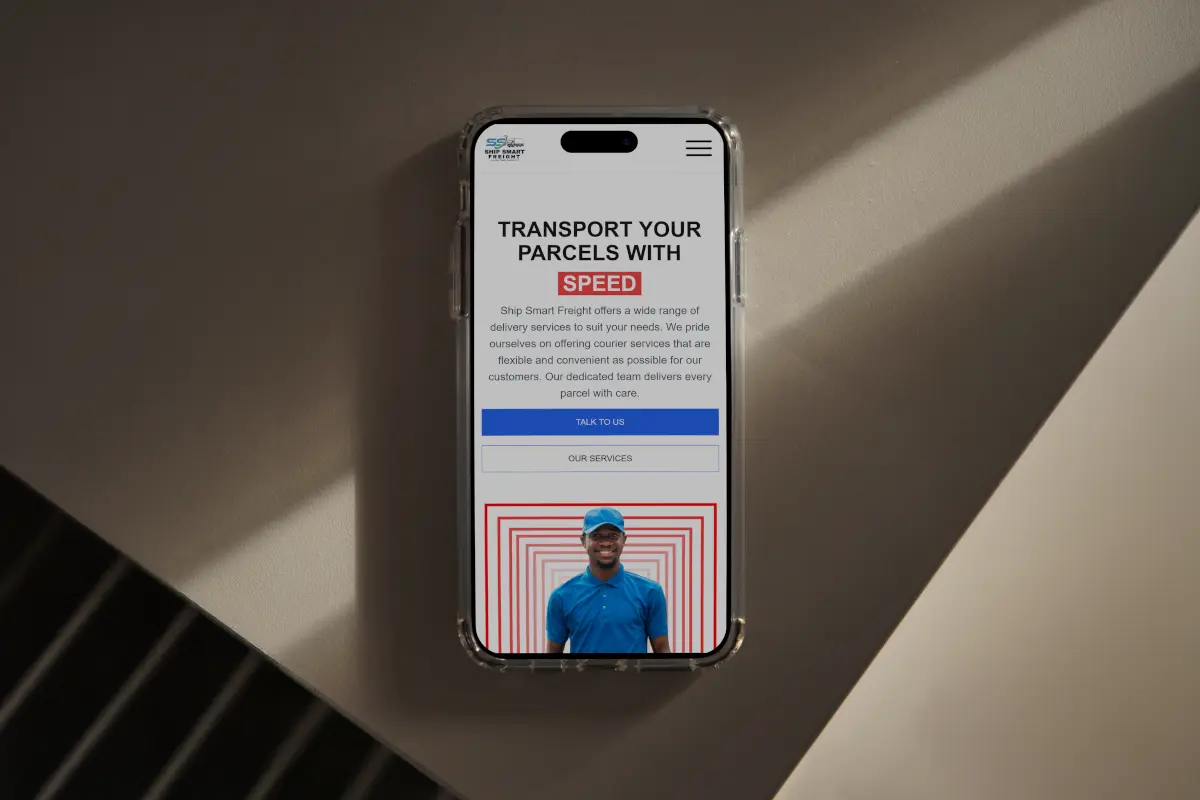 SHIP SMART
FREIGHT
TRANSPORT YOUR
PARCELS WITH
SPEED
Ship Smart Freight offers a wide range of
delivery services to suit your needs. We pride
ourselves on offering courier services that are
flexible and convenient as possible for our
customers. Our dedicated team delivers every
parcel with care.
TALK TO US
OUR SERVICES